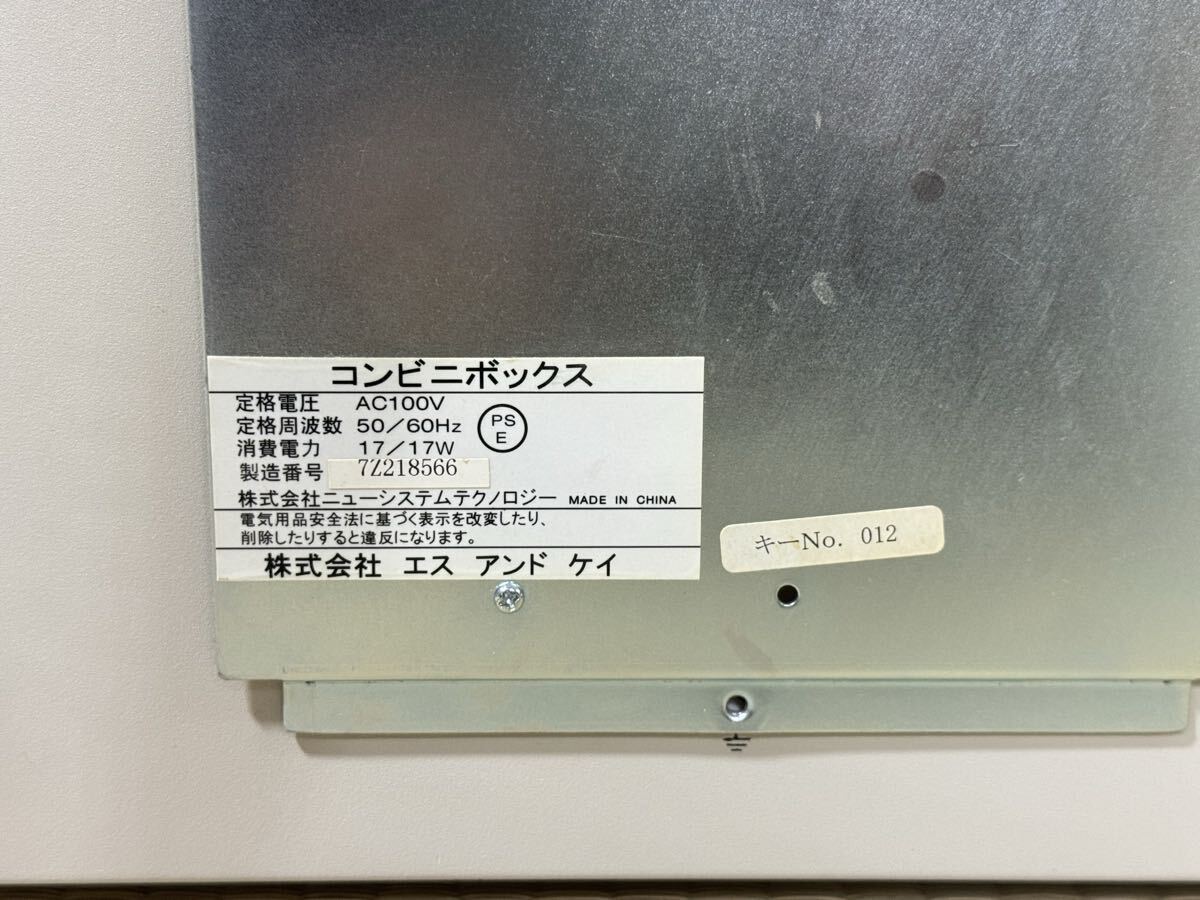 コンビニボックス
定格電圧 AC100V
定格周波数 50/60Hz
PS
E
消費電力 17/17W
製造番号 7Z218566
株式会社ニューシステムテクノロジー MADE IN CHINA
電気用品安全法に基づく表示を改変したり、
削除したりすると違反になります。
株式会社 エス アンド ケイ
キーNo. 012